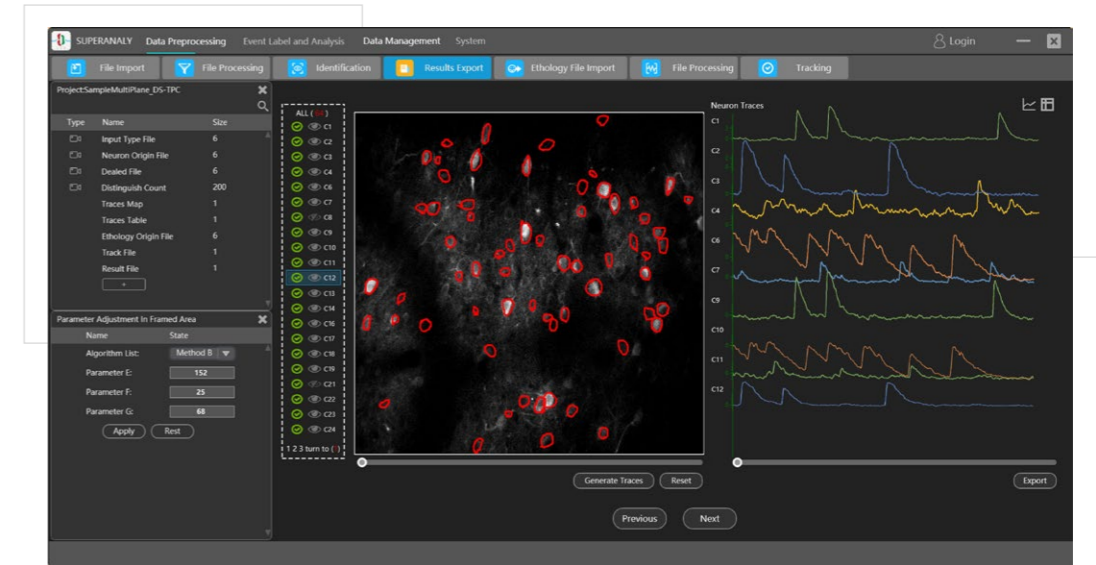 SUPERANALY Data Preprocessing Event Label and Analysis Data Management System Login
File Import File Processing Identification Results Export Ethology File Import File Processing Tracking
Project:SampleMultiPlane_DS-TPC
Type Name Size
Input Type File 6
Neuron Origin File 6
Dealed File 6
Distinguish Count 200
Traces Map 1
Traces Table 1
Ethology Origin File 6
Track File 1
Result File 1
+
Parameter Adjustment In Framed Area
Name State
Algorithm List: Method B
Parameter E: 152
Parameter F: 25
Parameter G: 68
Apply Rest
ALL (
C1
C2
C3
C4
C6
C7
C8
C9
C10
C11
C12
C13
C14
C16
C17
C18
C19
C21
C22
C23
C24
1 2 3 turn to (
Generate Traces Reset
Neuron Traces
C1
C2
C3
C4
C6
C7
C9
C10
C11
C12
Export
Previous Next